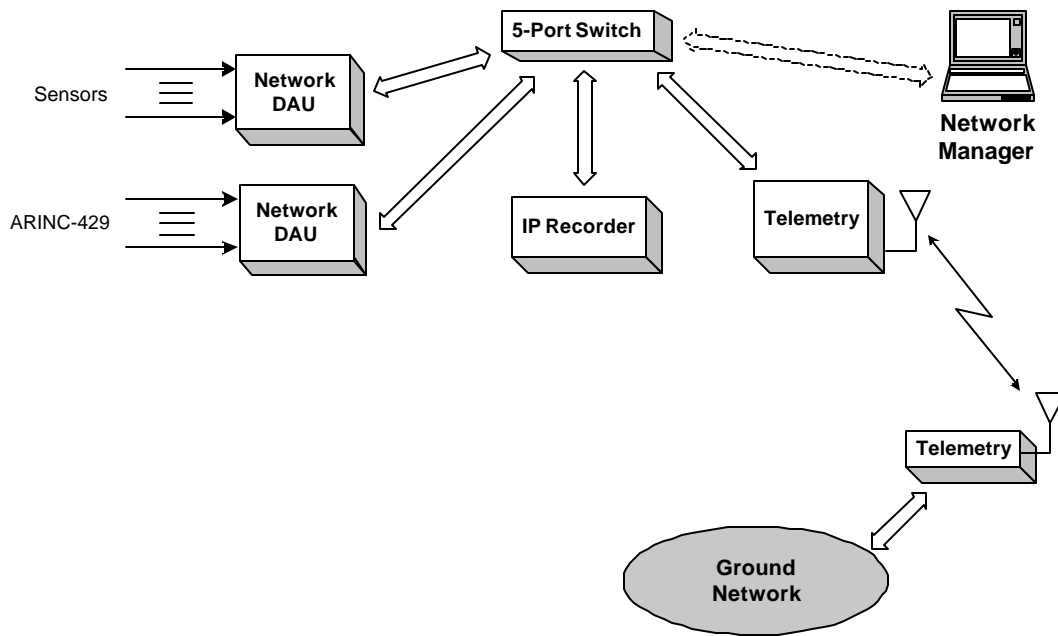 5-Port Switch
Sensors
Network
DAU
Network
Manager
ARINC-429
Network
DAU
IP Recorder
Telemetry
Telemetry
Ground
Network